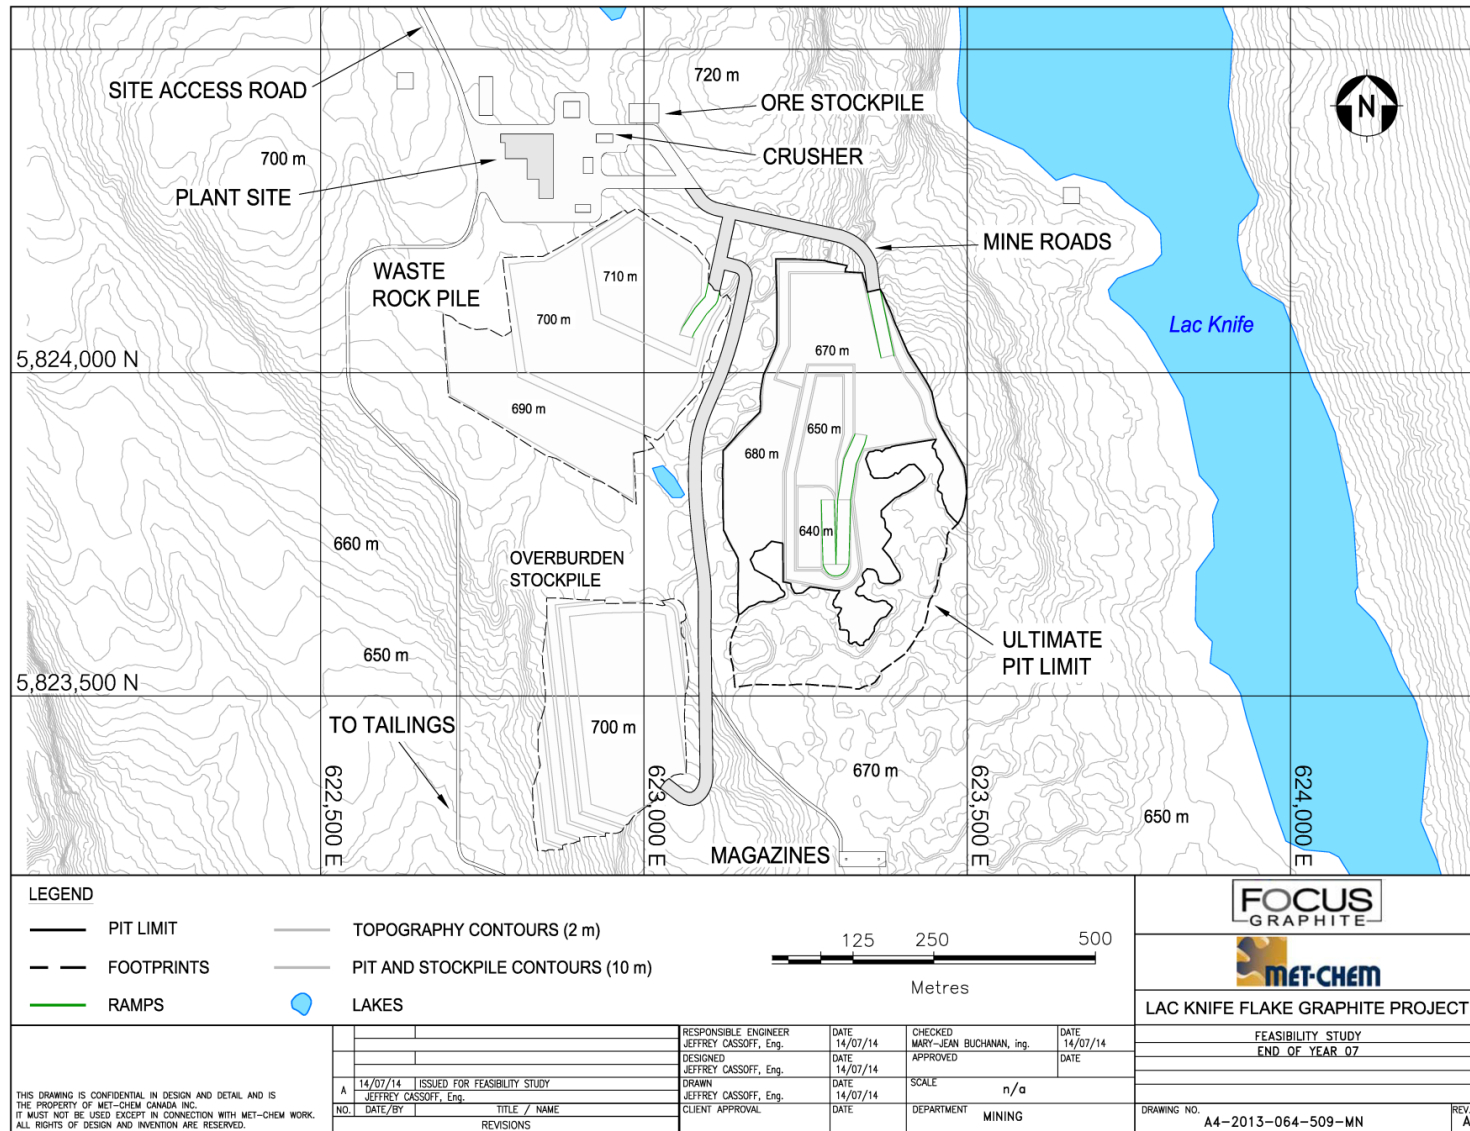 720 m
SITE ACCESS ROAD
ORE STOCKPILE
N
700 m
CRUSHER
PLANT SITE
MINE ROADS
WASTE
ROCK PILE
710 m
700 m
Lac Knife
670 m
5,824,000 N
690 m
650 m
680 m
640 m
660 m
OVERBURDEN
STOCKPILE
ULTIMATE
PIT LIMIT
650 m
5,823,500 N
TO TAILINGS
700 m
670 m
622,500 E
623,000 E
623,500 E
624,000 E
650 m
MAGAZINES
LEGEND
PIT LIMIT
TOPOGRAPHY CONTOURS (2 m)
FOOTPRINTS
PIT AND STOCKPILE CONTOURS (10 m)
RAMPS
LAKES
125 250 500
Metres
FOCUS
GRAPHITE
MET-CHEM
LAC KNIFE FLAKE GRAPHITE PROJECT
FEASIBILITY STUDY
END OF YEAR 07
DRAWING NO.
A4-2013-064-509-MN
REV.
A
THIS DRAWING IS CONFIDENTIAL IN DESIGN AND DETAIL AND IS
THE PROPERTY OF MET-CHEM CANADA INC.
IT MUST NOT BE USED EXCEPT IN CONNECTION WITH MET-CHEM WORK.
ALL RIGHTS OF DESIGN AND INVENTION ARE RESERVED.
A 14/07/14 ISSUED FOR FEASIBILITY STUDY
JEFFREY CASSOFF, Eng.
NO. DATE/BY TITLE / NAME
REVISIONS
RESPONSIBLE ENGINEER DATE CHECKED DATE
JEFFREY CASSOFF, Eng. 14/07/14 MARY-JEAN BUCHANAN, ing. 14/07/14
DESIGNED DATE APPROVED DATE
JEFFREY CASSOFF, Eng. 14/07/14
DRAWN DATE SCALE
JEFFREY CASSOFF, Eng. 14/07/14 n/a
CLIENT APPROVAL DATE DEPARTMENT
MINING